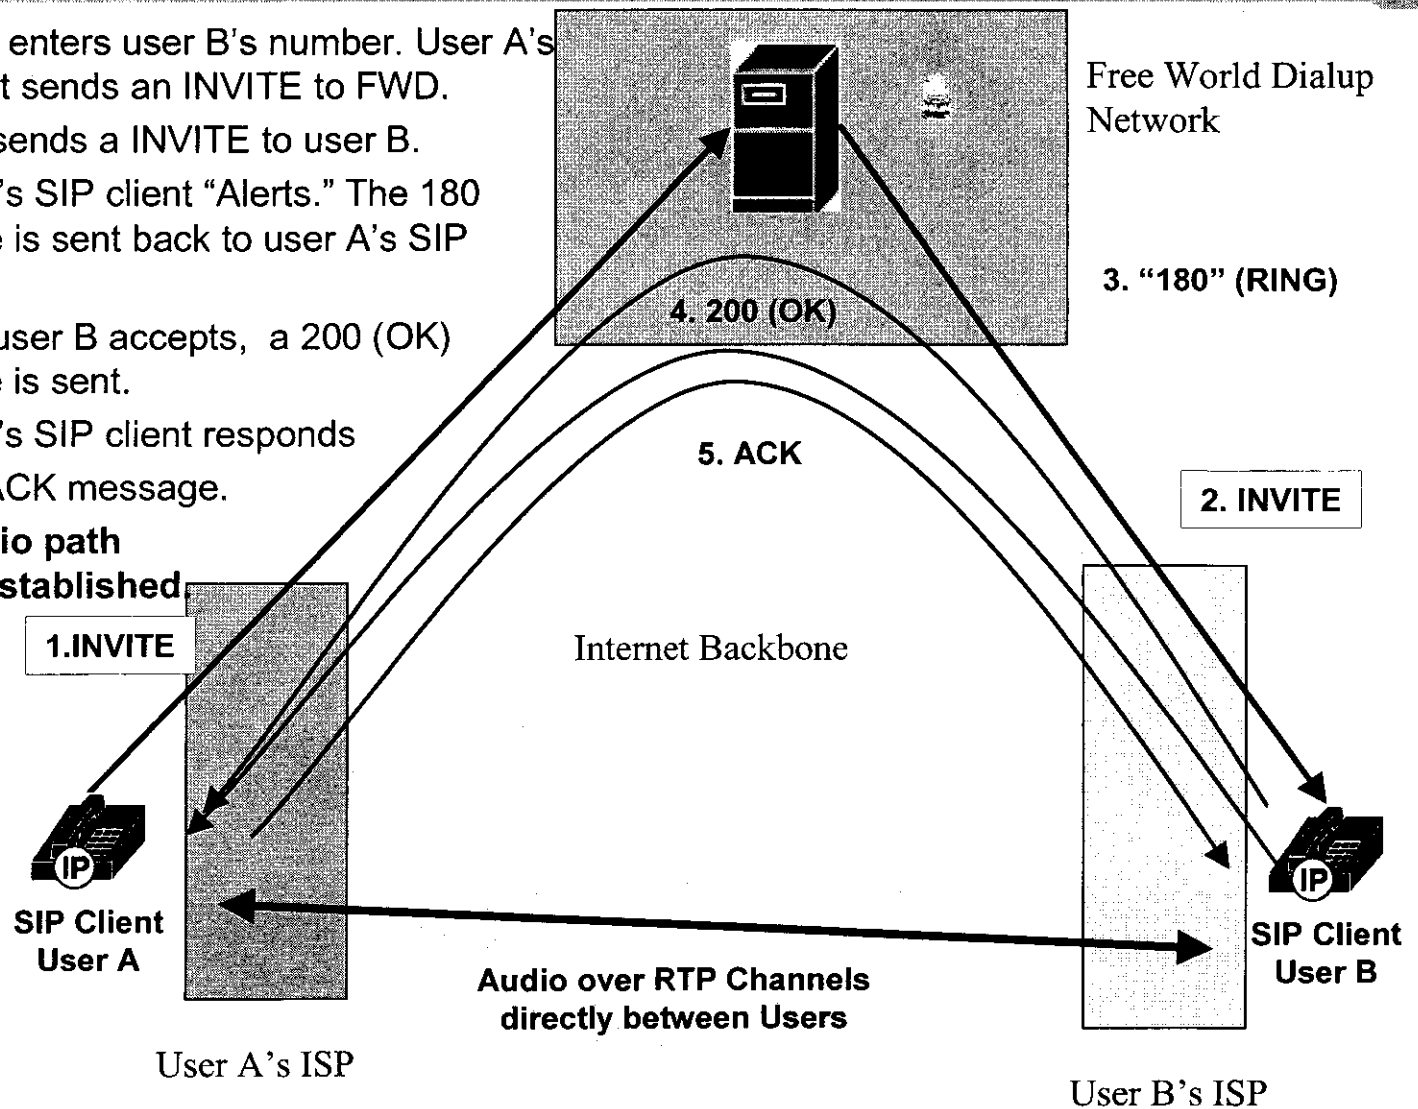 enters user B's number. User A's
t sends an INVITE to FWD.
sends a INVITE to user B.
's SIP client “Alerts.” The 180
e is sent back to user A's SIP
user B accepts, a 200 (OK)
e is sent.
's SIP client responds
ACK message.
io path
stablished.
Free World Dialup
Network
3. “180” (RING)
4. 200 (OK)
5. ACK
2. INVITE
1.INVITE
Internet Backbone
IP
SIP Client
User A
IP
SIP Client
User B
Audio over RTP Channels
directly between Users
User A's ISP
User B's ISP